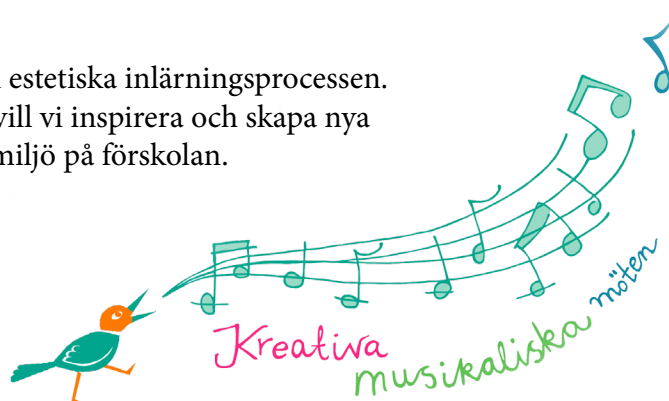 estetiska inlärningsprocessen.
vill vi inspirera och skapa nya
miljö på förskolan.
Kreativa
musikaliska
möten